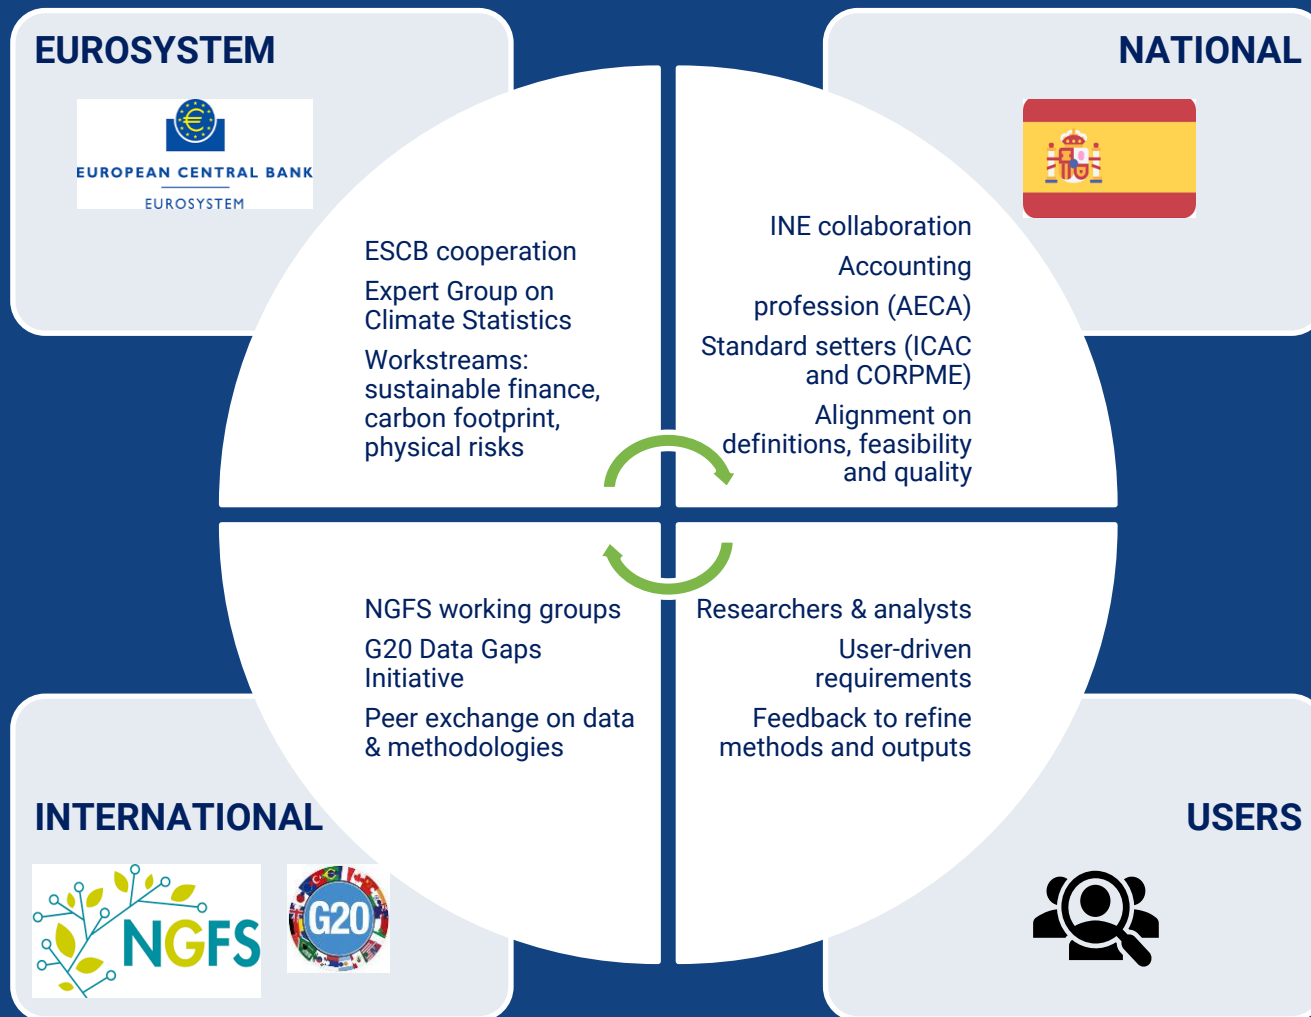 EUROSYSTEM
EUROPEAN CENTRAL BANK
EUROSYSTEM
ESCB cooperation
Expert Group on
Climate Statistics
Workstreams:
sustainable finance,
carbon footprint,
physical risks
NATIONAL
INE collaboration
Accounting
profession (AECA)
Standard setters (ICAC
and CORPME)
Alignment on
definitions, feasibility
and quality
NGFS working groups
G20 Data Gaps
Initiative
Peer exchange on data
& methodologies
INTERNATIONAL
NGFS
G20
Researchers & analysts
User-driven
requirements
Feedback to refine
methods and outputs
USERS